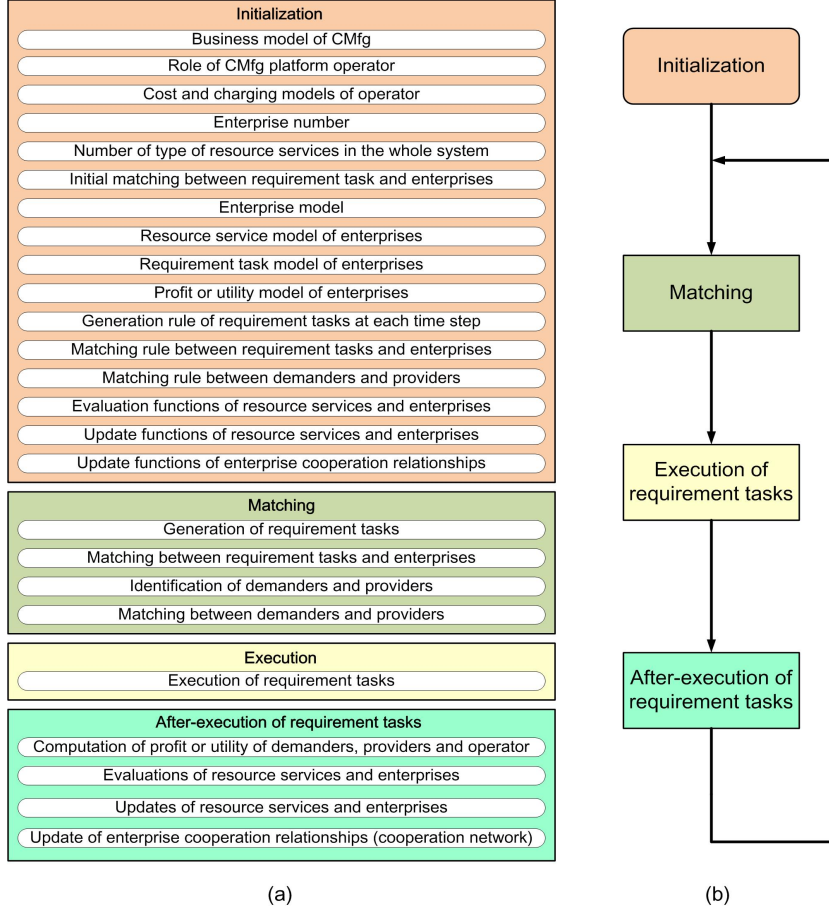 Initialization
Business model of CMfg
Role of CMfg platform operator
Cost and charging models of operator
Enterprise number
Number of type of resource services in the whole system
Initial matching between requirement task and enterprises
Enterprise model
Resource service model of enterprises
Requirement task model of enterprises
Profit or utility model of enterprises
Generation rule of requirement tasks at each time step
Matching rule between requirement tasks and enterprises
Matching rule between demanders and providers
Evaluation functions of resource services and enterprises
Update functions of resource services and enterprises
Update functions of enterprise cooperation relationships
Matching
Generation of requirement tasks
Matching between requirement tasks and enterprises
Identification of demanders and providers
Matching between demanders and providers
Execution
Execution of requirement tasks
After-execution of requirement tasks
Computation of profit or utility of demanders, providers and operator
Evaluations of resource services and enterprises
Updates of resource services and enterprises
Update of enterprise cooperation relationships (cooperation network)
(a)
Initialization
Matching
Execution of
requirement tasks
After-execution of
requirement tasks
(b)